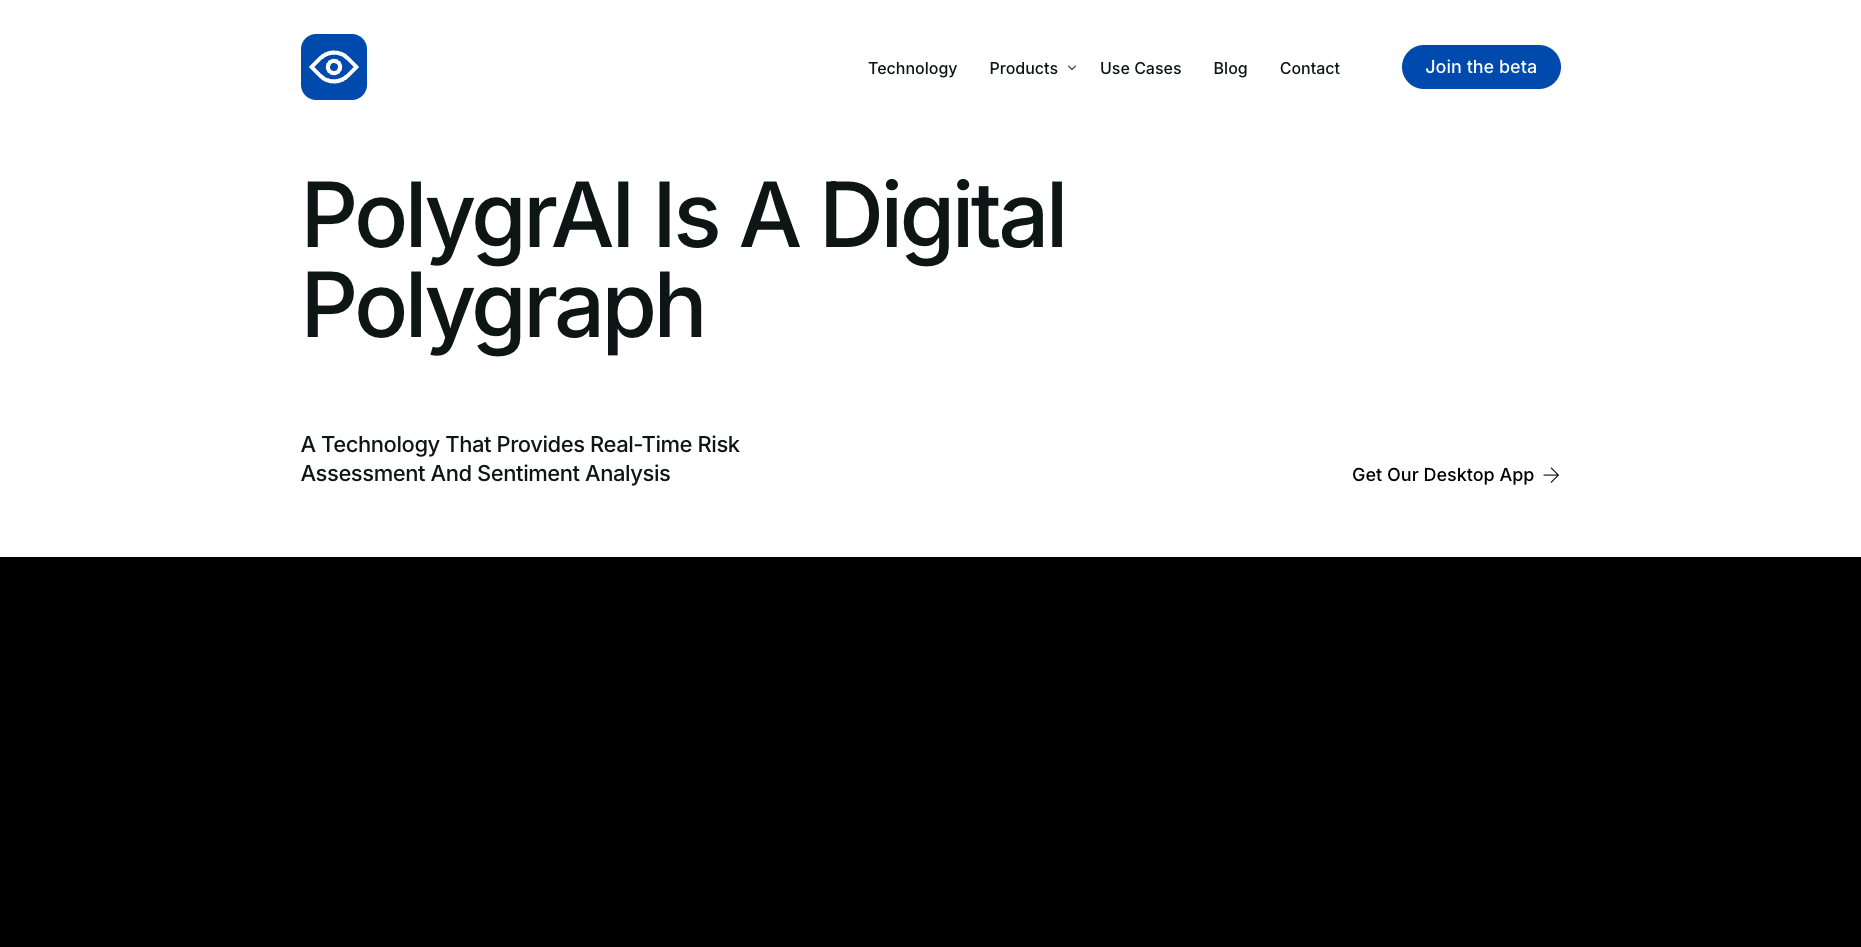 Technology
Products
Use Cases
Blog
Contact
Join the beta
PolygrAI Is A Digital
Polygraph
A Technology That Provides Real-Time Risk
Assessment And Sentiment Analysis
Get Our Desktop App